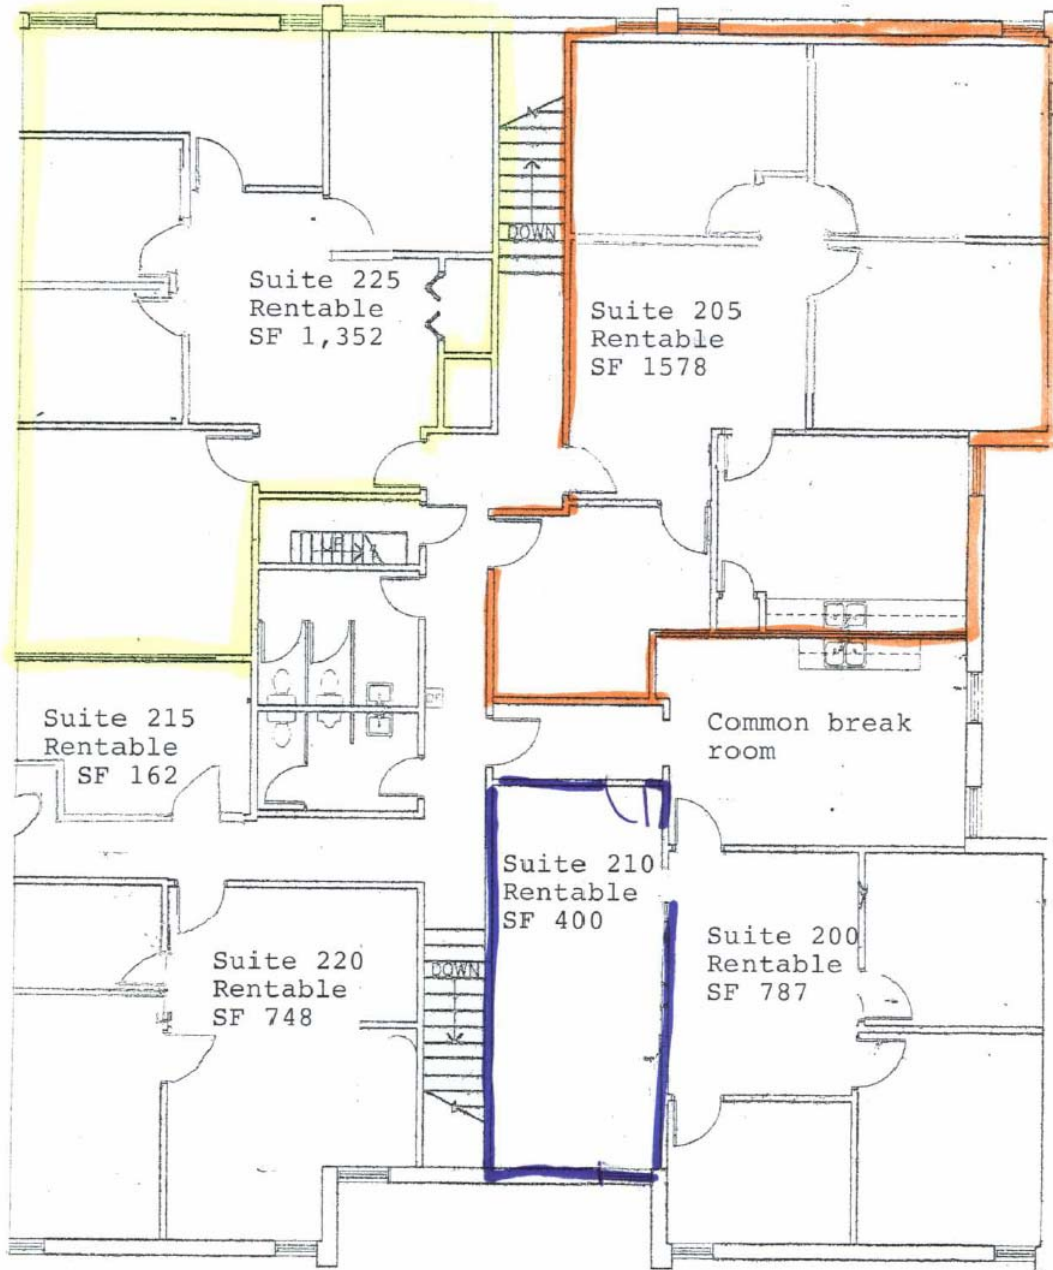 DOWN
Suite 225
Rentable
SF 1,352
Suite 205
Rentable
SF 1578
UP
Suite 215
Rentable
SF 162
Common break
room
Suite 210
Rentable
SF 400
Suite 220
Rentable
SF 748
DOWN
Suite 200
Rentable
SF 787